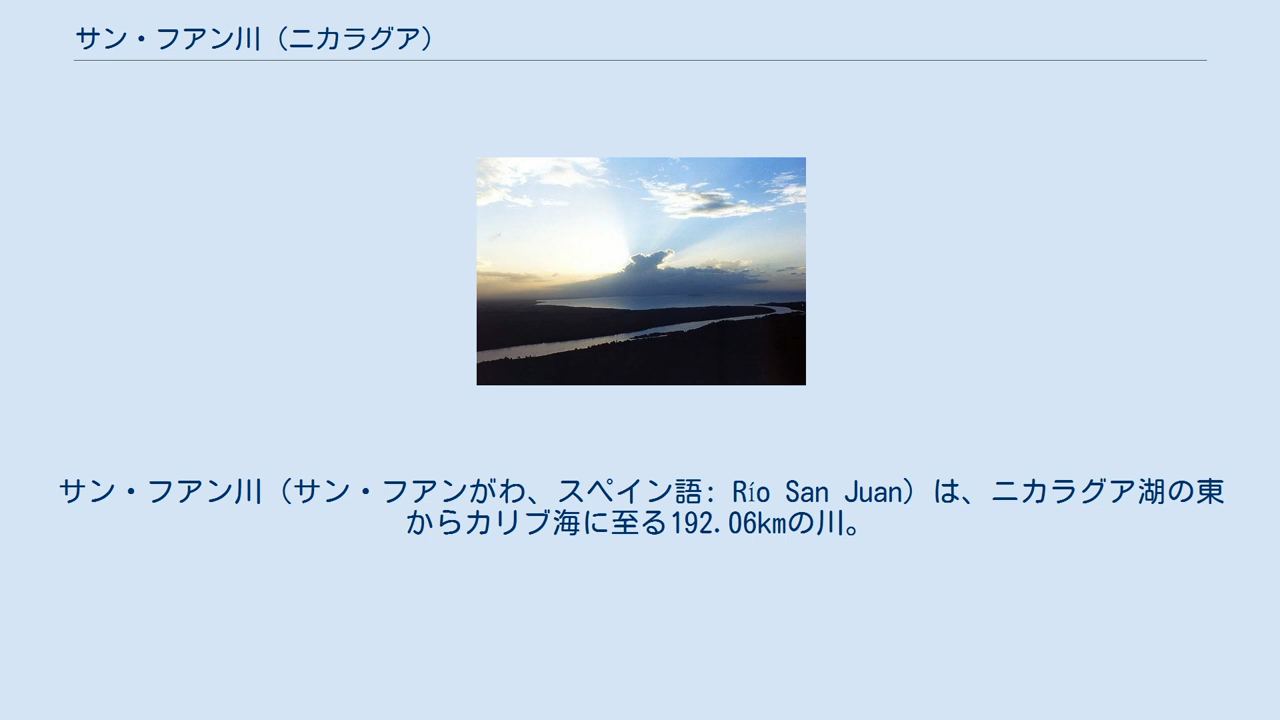 サン・フアン川（ニカラグア）
サン・フアン川（サン・フアンがわ、スペイン語: Río San Juan）は、ニカラグア湖の東
からカリブ海に至る192.06kmの川。